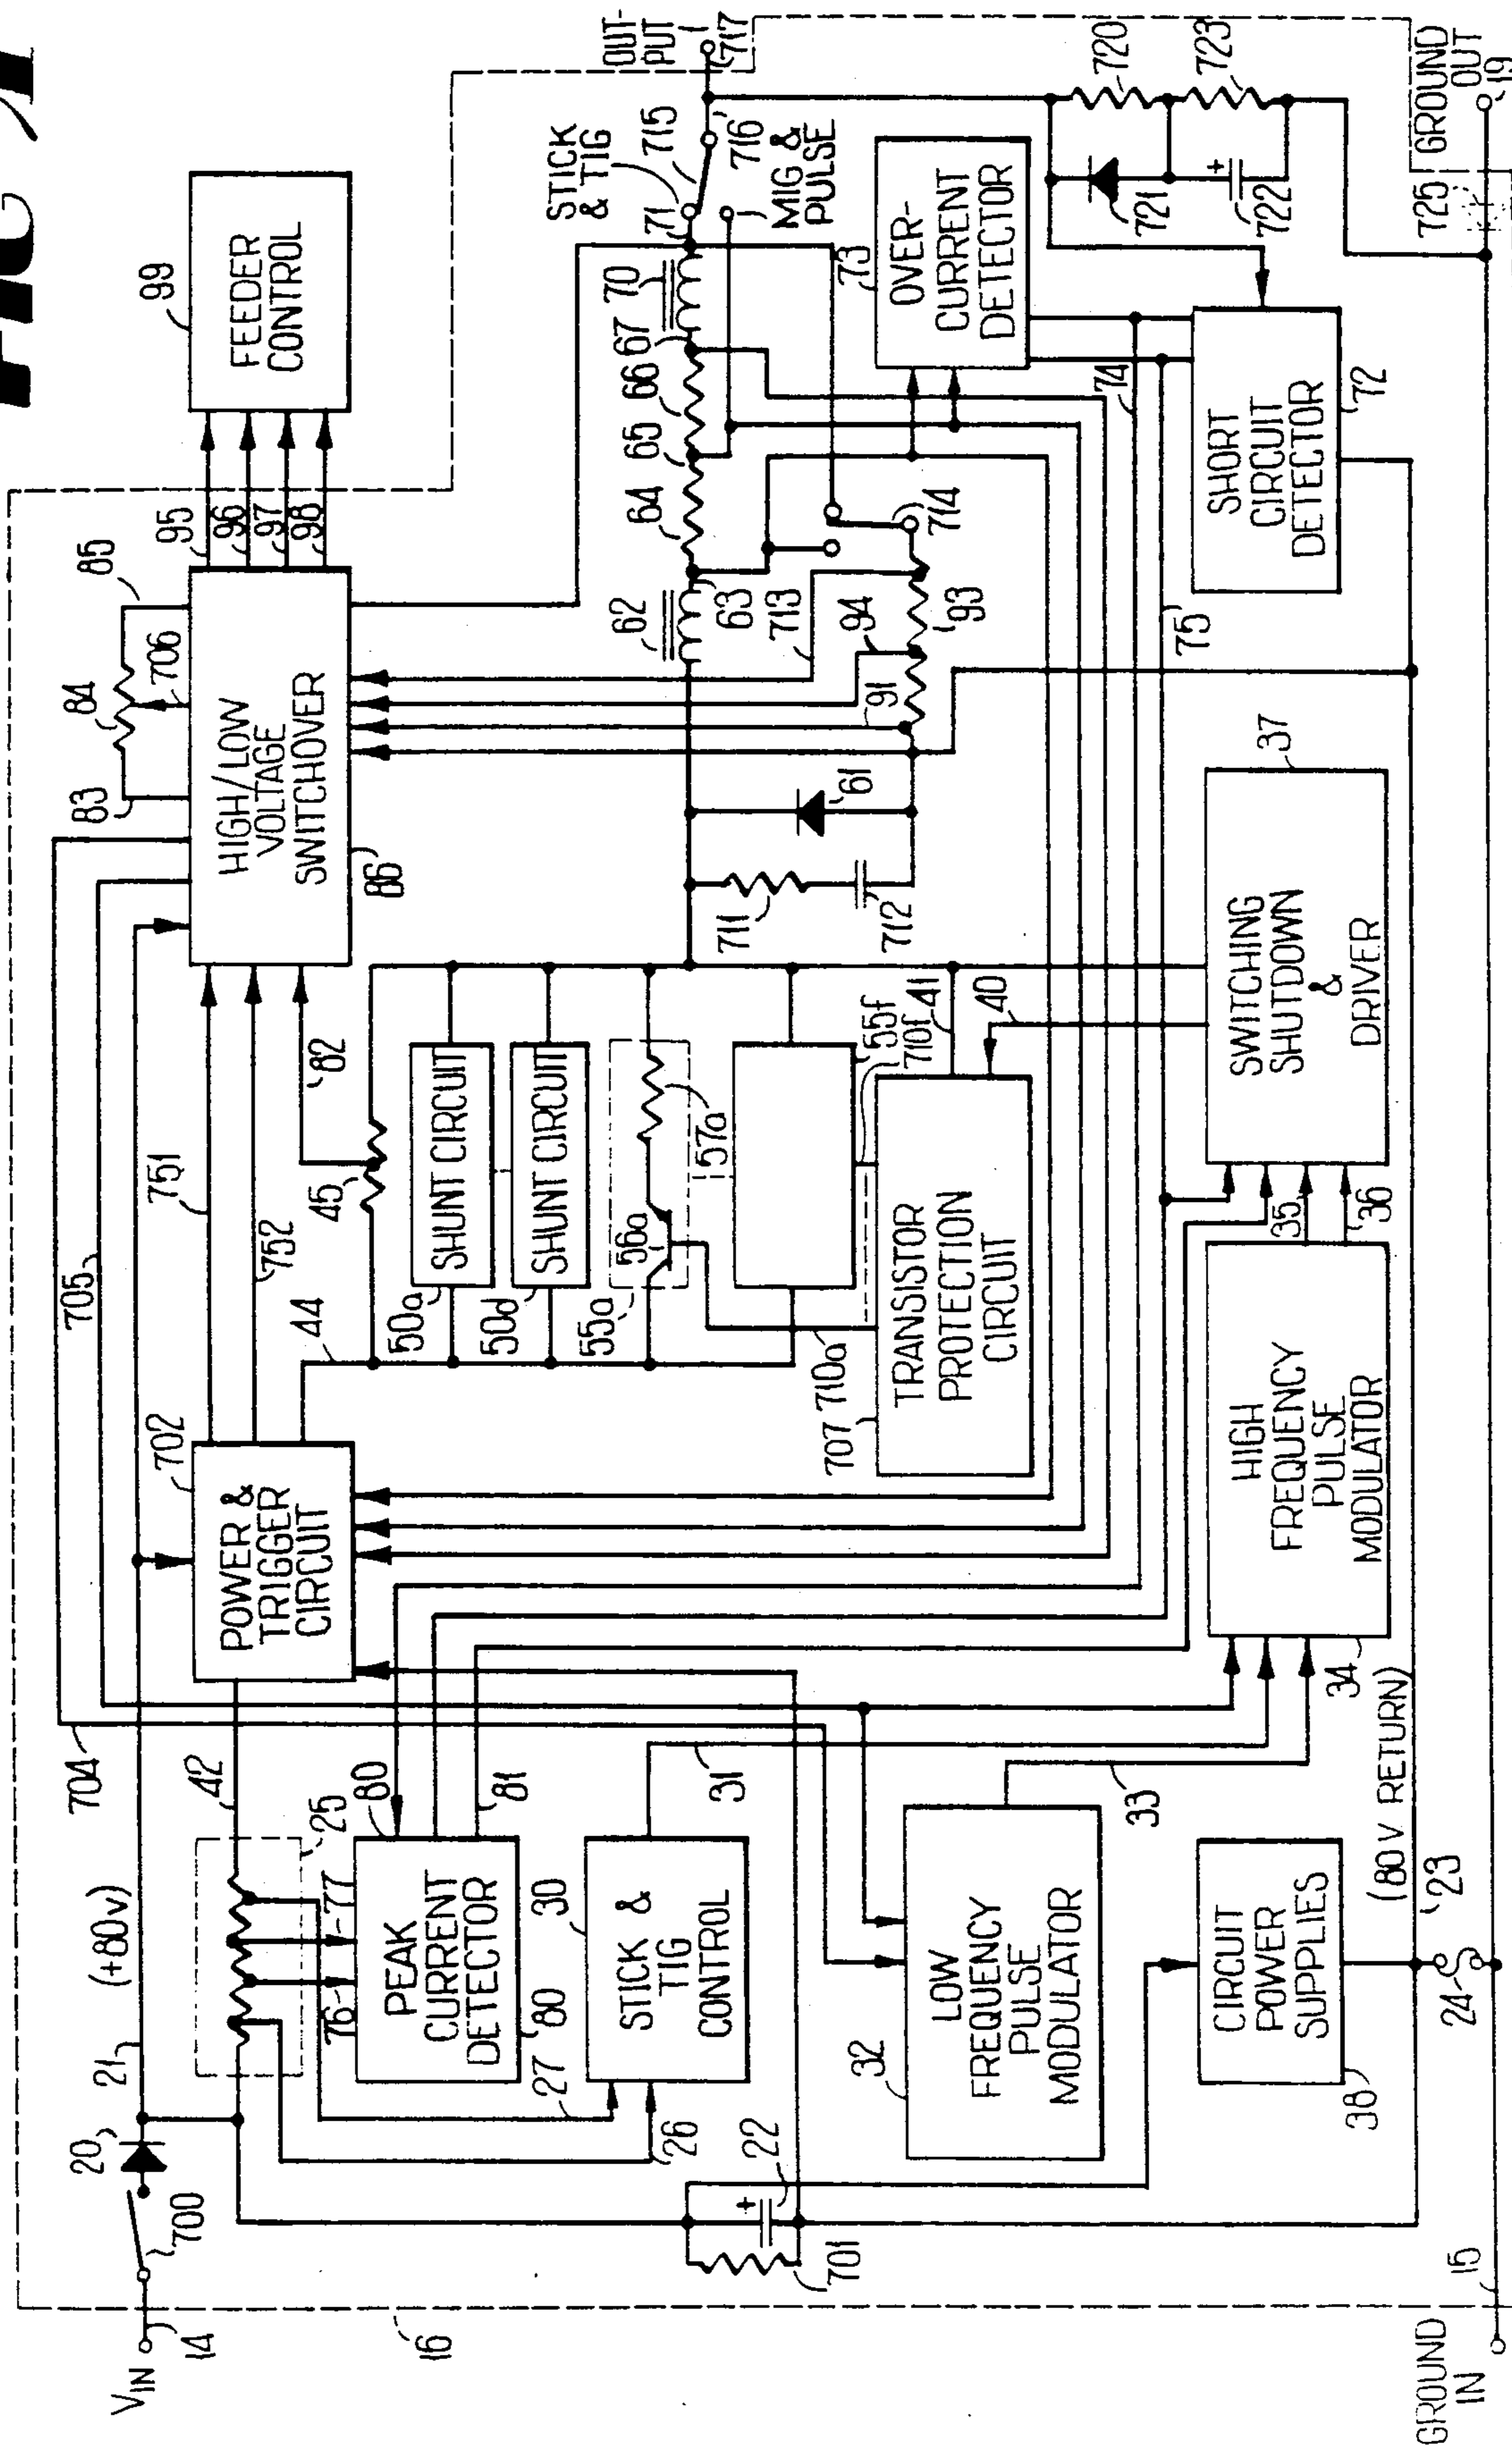 99
FEEDER
CONTROL
95
96
97
98
85
706
84
83
HIGH/LOW
VOLTAGE
SWITCHOVER
86
705
751
752
82
45
44
702
POWER &
TRIGGER
CIRCUIT
704
42
(+80v)
21
20
700
VIN
14
16
25
76
77
80
81
PEAK
CURRENT
DETECTOR
80
27
26
30
STICK &
TIG
CONTROL
31
22
+
701
32
LOW
FREQUENCY
PULSE
MODULATOR
33
CIRCUIT
POWER
SUPPLIES
38
(80 V RETURN)
23
24
15
GROUND
IN
34
HIGH
FREQUENCY
PULSE
MODULATOR
35
36
SWITCHING
SHUTDOWN
&
DRIVER
37
707
TRANSISTOR
PROTECTION
CIRCUIT
710a
710f
41
40
55f
50a
SHUNT CIRCUIT
50d
SHUNT CIRCUIT
55a
56a
57a
711
712
61
91
94
93
713
714
62
63
64
65
66
67
70
71
STICK
& TIG
715
716
MIG &
PULSE
OUT-
PUT
717
73
OVER-
CURRENT
DETECTOR
74
75
SHORT
CIRCUIT
DETECTOR
72
720
723
721
+
722
725
GROUND
OUT
19